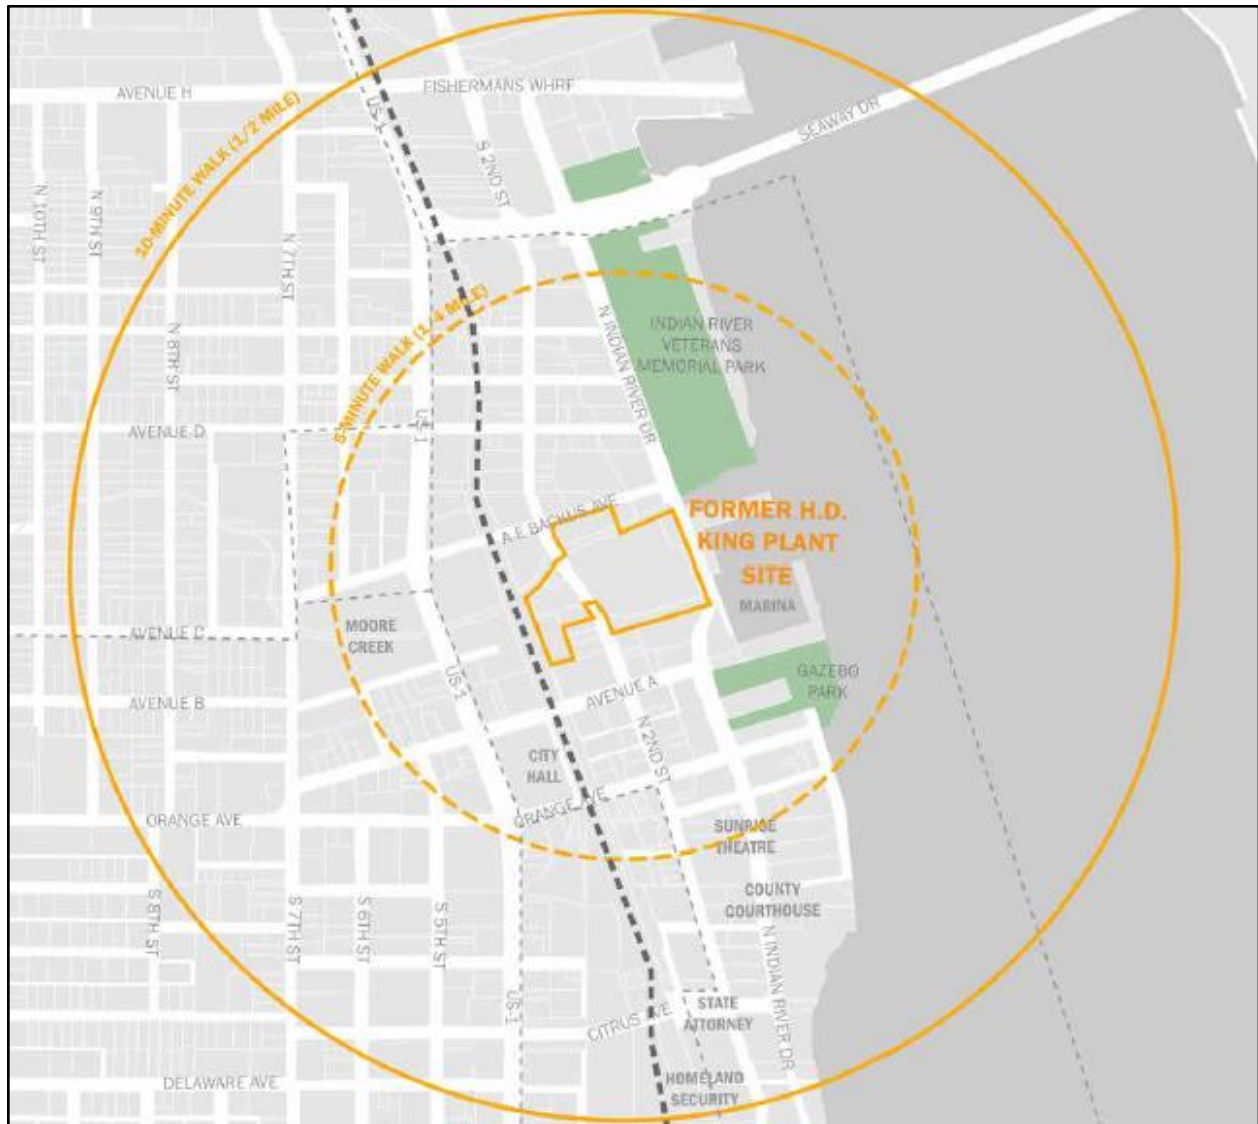 AVENUE H
FISHERMANS WHRF
US-1
SEAWAY DR
10-MINUTE WALK (1/2 MILE)
S 2ND ST
N 10TH ST
N 9TH ST
N 7TH ST
N 8TH ST
5-MINUTE WALK (1/4 MILE)
N INDIAN RIVER DR
INDIAN RIVER
VETERANS
MEMORIAL PARK
AVENUE D
US-1
A E BACKUS AVE
FORMER H.D.
KING PLANT
SITE
MARINA
AVENUE C
MOORE
CREEK
US-1
GAZEBO
PARK
AVENUE B
AVENUE A
N 2ND ST
CITY
HALL
ORANGE AVE
ORANGE AVE
SUNRISE
THEATRE
COUNTY
COURTHOUSE
S 8TH ST
S 7TH ST
S 6TH ST
S 5TH ST
N INDIAN RIVER DR
US-1
CITRUS AVE
STATE
ATTORNEY
DELAWARE AVE
HOMELAND
SECURITY